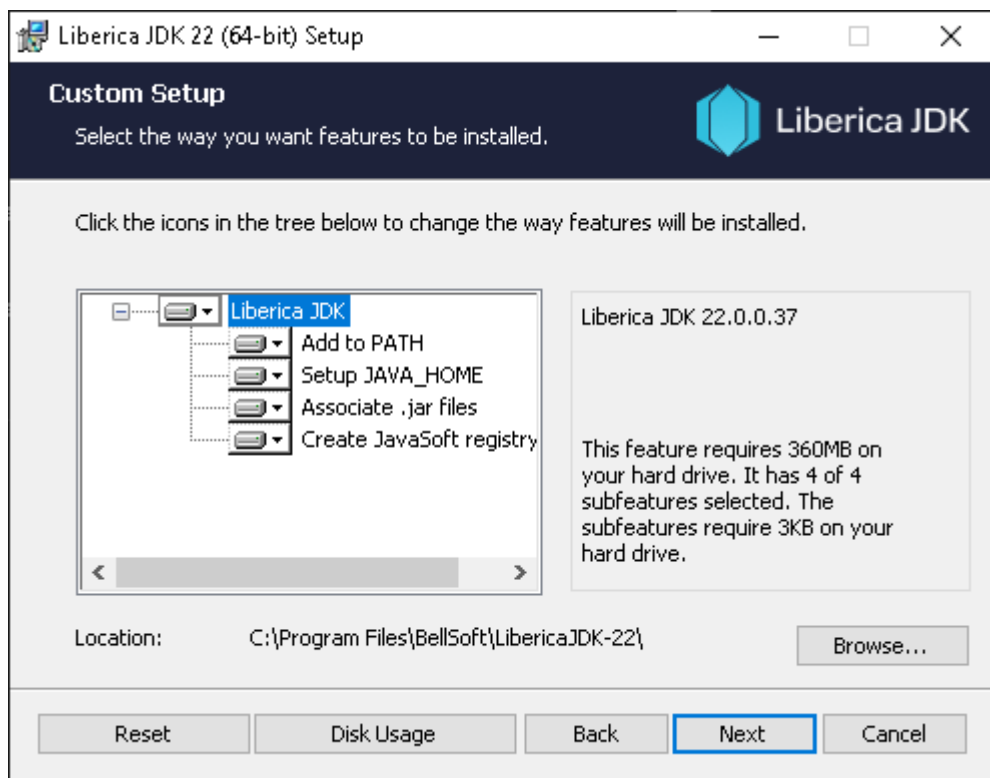 Liberica JDK 22 (64-bit) Setup
Custom Setup
Select the way you want features to be installed.
Liberica JDK
Click the icons in the tree below to change the way features will be installed.
Liberica JDK
Add to PATH
Setup JAVA_HOME
Associate .jar files
Create JavaSoft registry
Liberica JDK 22.0.0.37
This feature requires 360MB on
your hard drive. It has 4 of 4
subfeatures selected. The
subfeatures require 3KB on your
hard drive.
Location: C:\Program Files\BellSoft\LibericaJDK-22\
Browse...
Reset Disk Usage Back Next Cancel